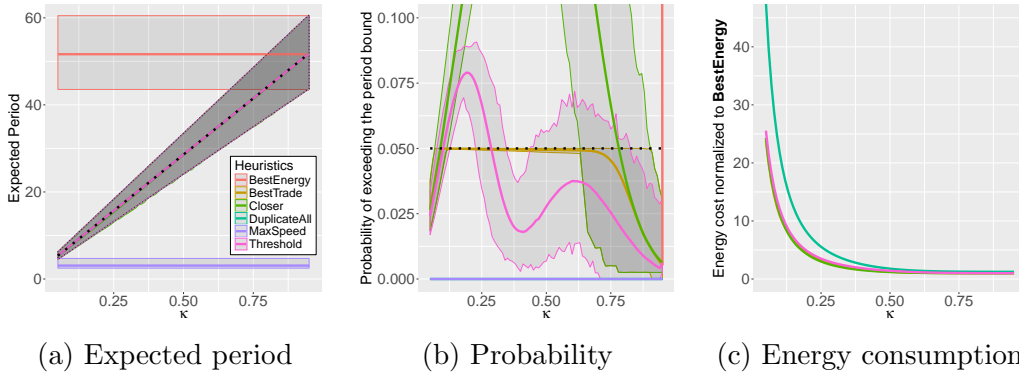 60
40
20
0
Expected Period
0.25
0.50
0.75
κ
Heuristics
BestEnergy
BestTrade
Closer
DuplicateAll
MaxSpeed
Threshold
(a) Expected period
0.100
0.075
0.050
0.025
0.000
Probability of exceeding the period bound
0.25
0.50
0.75
κ
(b) Probability
40
30
20
10
0
Energy cost normalized to BestEnergy
0.25
0.50
0.75
κ
(c) Energy consumption